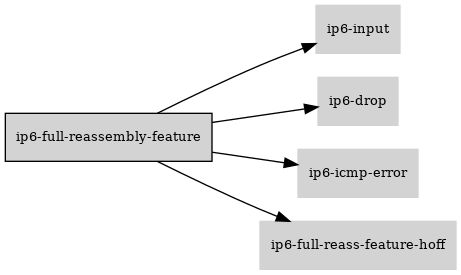 ip6-input
ip6-drop
ip6-full-reassembly-feature
ip6-icmp-error
ip6-full-reass-feature-hoff